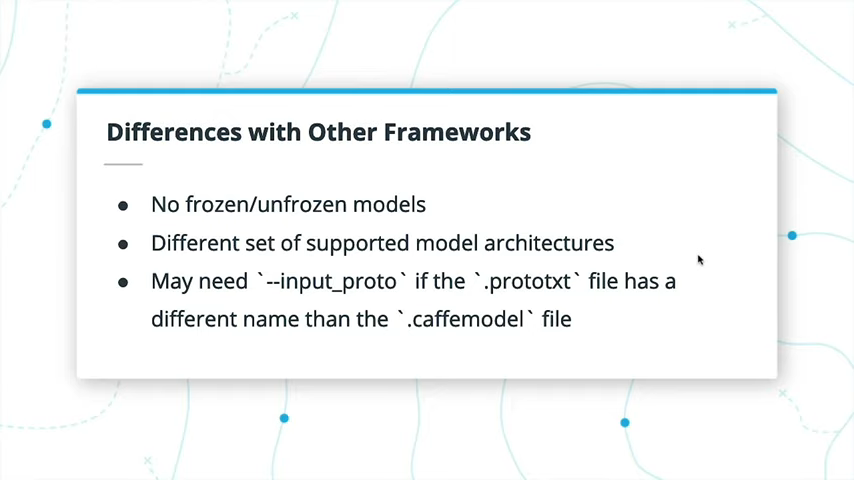 Differences with Other Frameworks
● No frozen/unfrozen models
● Different set of supported model architectures
● May need `--input_proto` if the `.prototxt` file has a
different name than the `.caffemodel` file